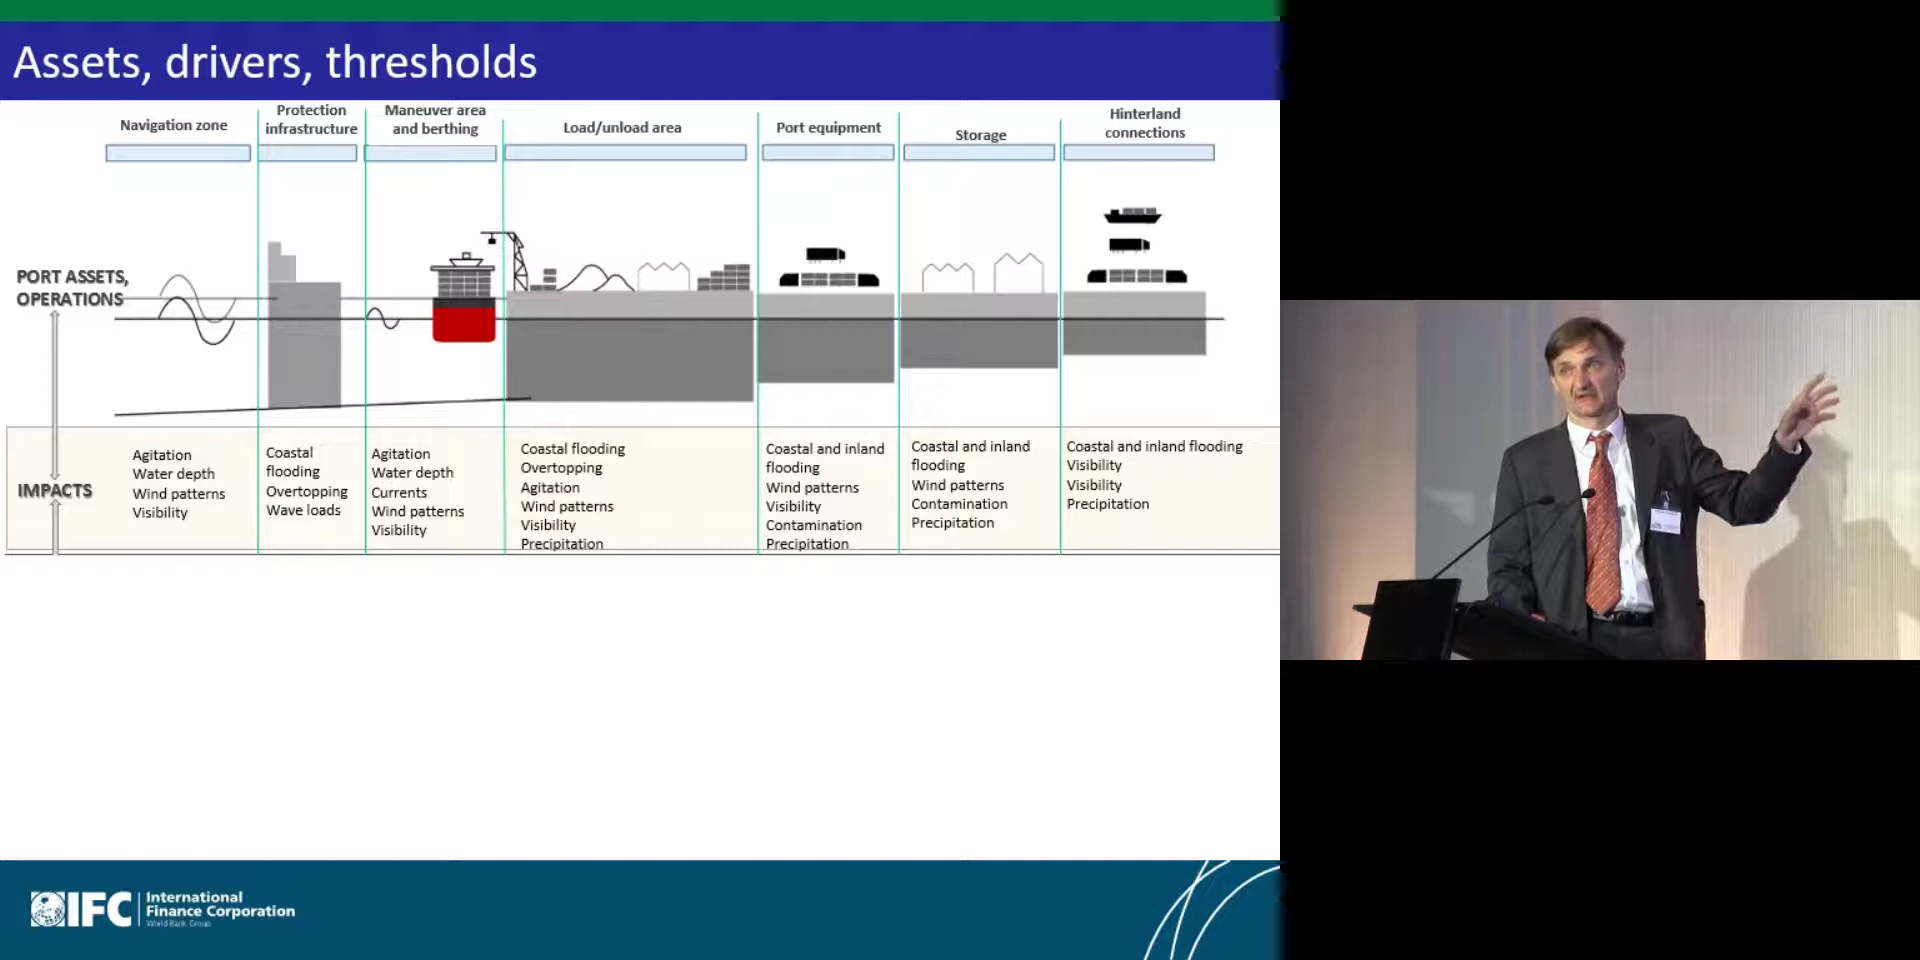 Assets, drivers, thresholds
Navigation zone
Protection
infrastructure
Maneuver area
and berthing
Load/unload area
Port equipment
Storage
Hinterland
connections
PORT ASSETS,
OPERATIONS
IMPACTS
Agitation
Water depth
Wind patterns
Visibility
Coastal
flooding
Overtopping
Wave loads
Agitation
Water depth
Currents
Wind patterns
Visibility
Coastal flooding
Overtopping
Agitation
Wind patterns
Visibility
Precipitation
Coastal and inland
flooding
Wind patterns
Visibility
Contamination
Precipitation
Coastal and inland
flooding
Wind patterns
Contamination
Precipitation
Coastal and inland flooding
Visibility
Visibility
Precipitation
IFC
International
Finance Corporation
World Bank Group